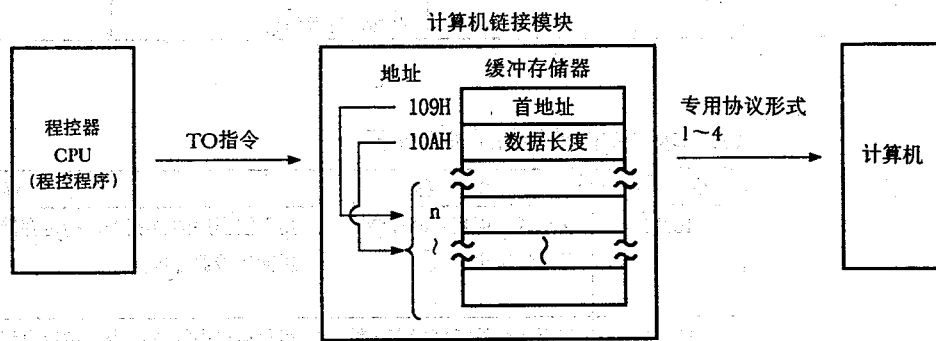 计算机链接模块
地址
缓冲存储器
109H
首地址
10AH
数据长度
程控器
CPU
(程控程序)
TO指令
专用协议形式
1~4
计算机
n
~